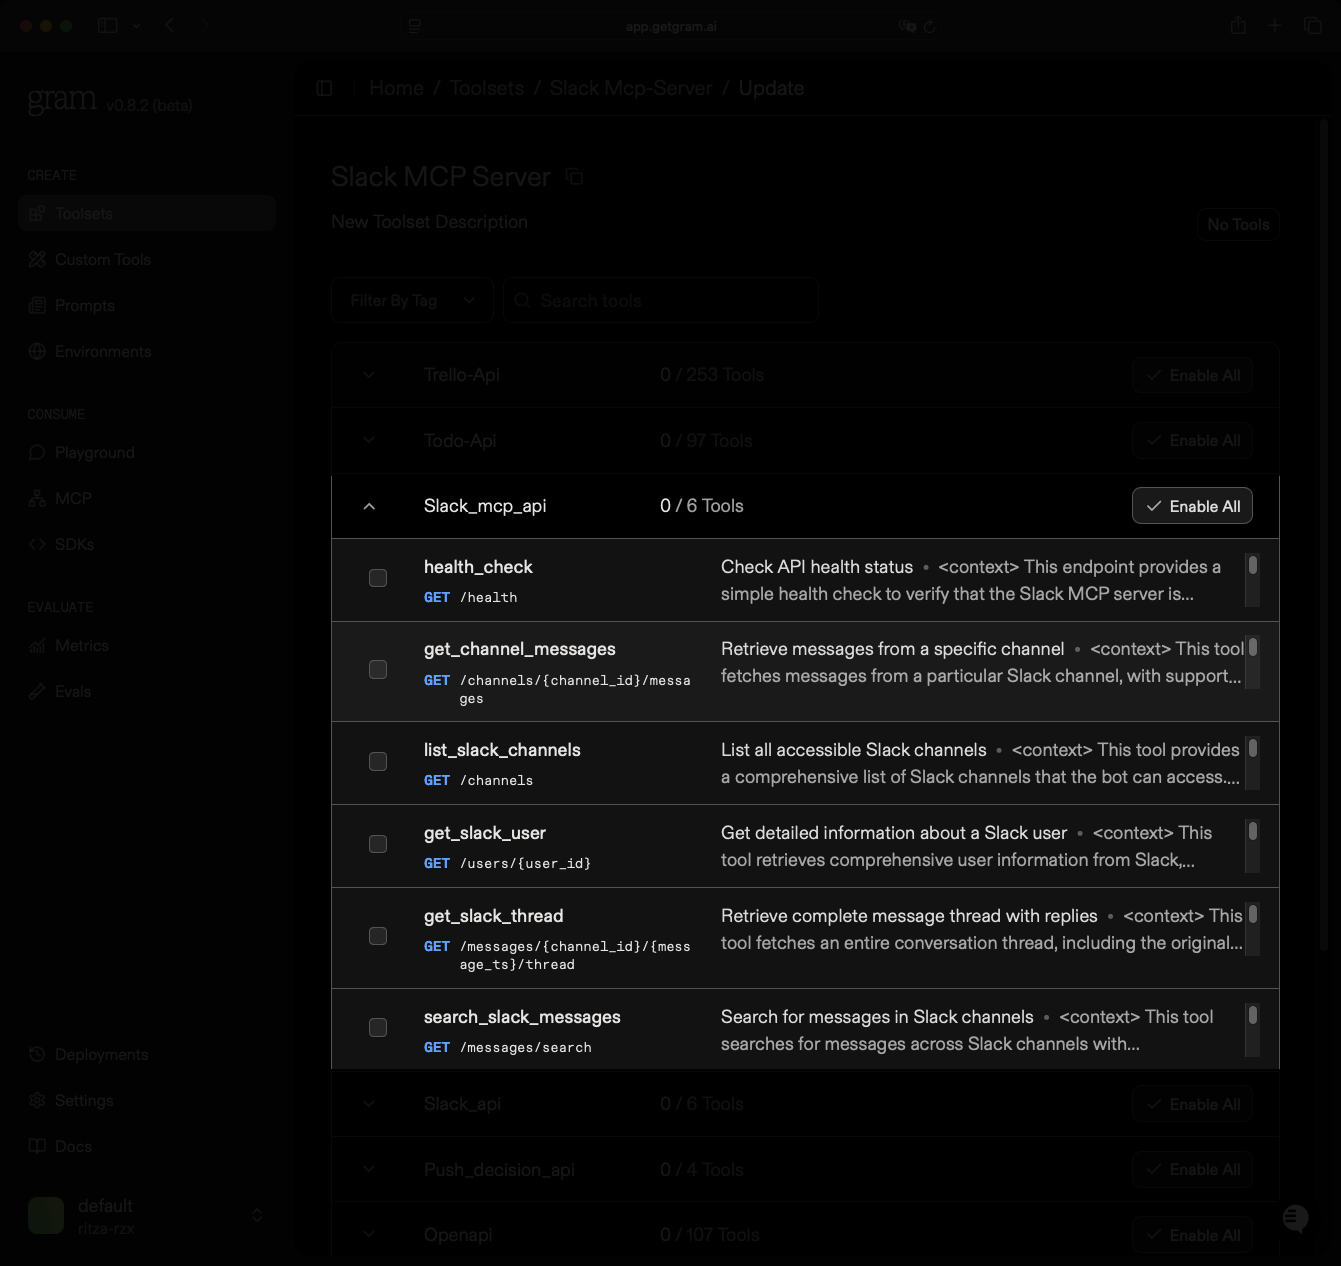 app.getgram.ai
gram v0.8.2 (beta)
Home / Toolsets / Slack Mcp-Server / Update
CREATE
Toolsets
Custom Tools
Prompts
Environments
CONSUME
Playground
MCP
SDKs
EVALUATE
Metrics
Evals
Deployments
Settings
Docs
default
ritza-rzx
Slack MCP Server
New Toolset Description
No Tools
Filter By Tag
Search tools
Trello-Api 0 / 253 Tools Enable All
Todo-Api 0 / 97 Tools Enable All
Slack_mcp_api 0 / 6 Tools Enable All
health_check
GET /health
Check API health status • <context> This endpoint provides a
simple health check to verify that the Slack MCP server is...
get_channel_messages
GET /channels/{channel_id}/messa
ges
Retrieve messages from a specific channel • <context> This tool
fetches messages from a particular Slack channel, with support...
list_slack_channels
GET /channels
List all accessible Slack channels • <context> This tool provides
a comprehensive list of Slack channels that the bot can access....
get_slack_user
GET /users/{user_id}
Get detailed information about a Slack user • <context> This
tool retrieves comprehensive user information from Slack,...
get_slack_thread
GET /messages/{channel_id}/{mess
age_ts}/thread
Retrieve complete message thread with replies • <context> This
tool fetches an entire conversation thread, including the original...
search_slack_messages
GET /messages/search
Search for messages in Slack channels • <context> This tool
searches for messages across Slack channels with...
Slack_api 0 / 6 Tools Enable All
Push_decision_api 0 / 4 Tools Enable All
Openapi 0 / 107 Tools Enable All